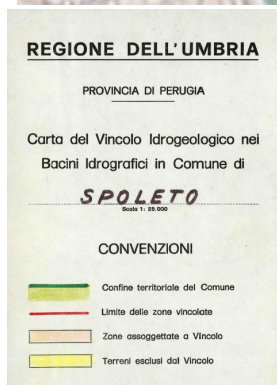 REGIONE DELL'UMBRIA
PROVINCIA DI PERUGIA
Carta del Vincolo Idrogeologico nei
Bacini Idrografici in Comune di
SPOLETO
Scala 1: 25.000
CONVENZIONI
Confine territoriale del Comune
Limite delle zone vincolate
Zone assoggettate a Vincolo
Terreni esclusi dal Vincolo